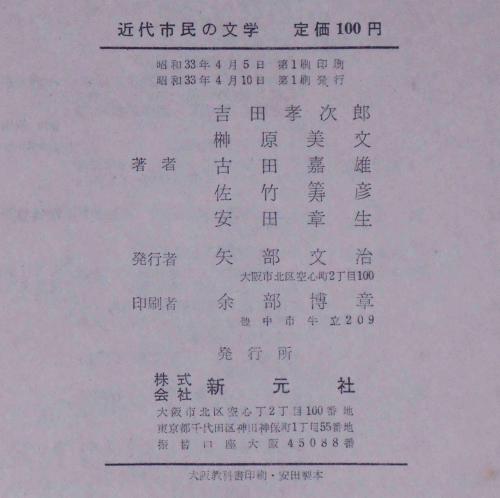 近代市民の文学　定価100円
昭和33年4月5日　第1刷印刷
昭和33年4月10日　第1刷発行
吉田孝次郎
榊原美文
著者　古田嘉雄
佐竹籌彦
安田章生
発行者　矢部文治
大阪市北区空心町2丁目100
印刷者　余部博章
豊中市牛立209
発行所
株式会社　新元社
大阪市北区空心丁2丁目100番地
東京都千代田区神田神保町1丁目55番地
振替口座大阪45088番
大阪教科書印刷・安田製本